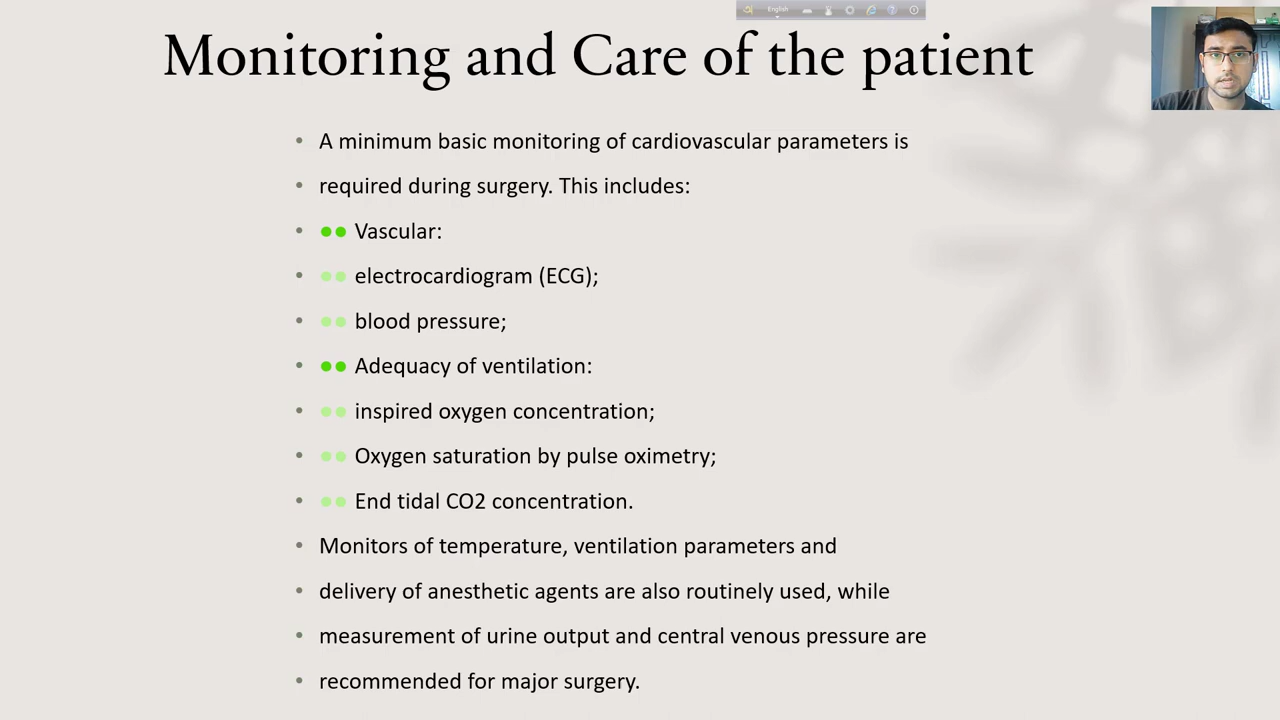 English
Monitoring and Care of the patient
• A minimum basic monitoring of cardiovascular parameters is
• required during surgery. This includes:
• ●● Vascular:
• ●● electrocardiogram (ECG);
• ●● blood pressure;
• ●● Adequacy of ventilation:
• ●● inspired oxygen concentration;
• ●● Oxygen saturation by pulse oximetry;
• ●● End tidal CO2 concentration.
• Monitors of temperature, ventilation parameters and
• delivery of anesthetic agents are also routinely used, while
• measurement of urine output and central venous pressure are
• recommended for major surgery.